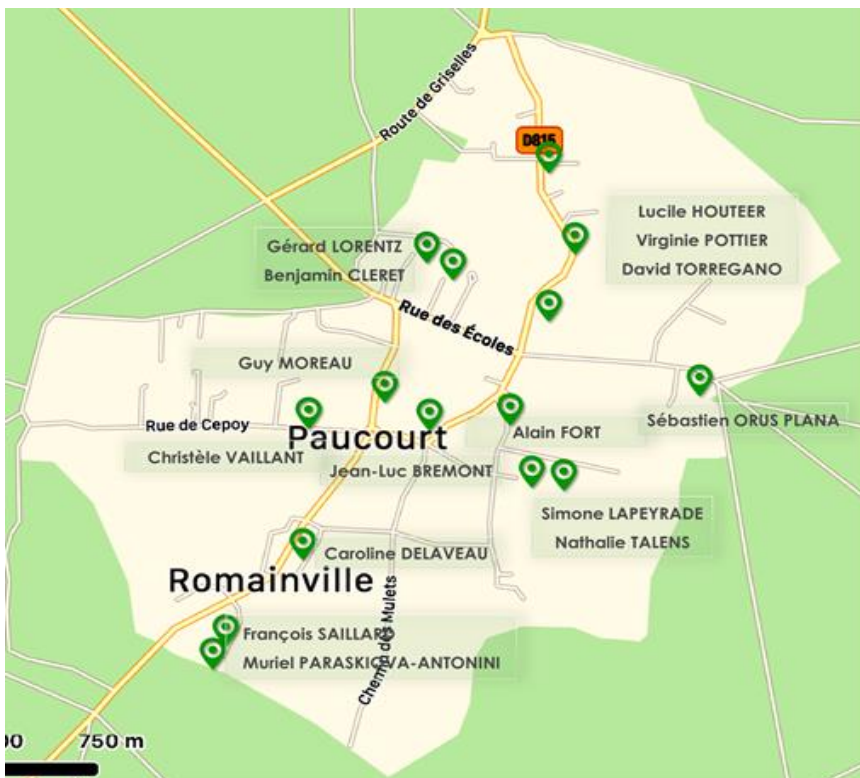 Route de Griselles
D815
Lucile HOUTEER
Virginie POTTIER
David TORREGANO
Gérard LORENTZ
Benjamin CLERET
Rue des Écoles
Guy MOREAU
Sébastien ORUS PLANA
Rue de Cepoy
Paucourt
Alain FORT
Christèle VAILLANT
Jean-Luc BREMONT
Simone LAPEYRADE
Nathalie TALENS
Caroline DELAVEAU
Romainville
Chemin des Mulets
François SAILLARD
Muriel PARASKIOVA-ANTONINI
00 750 m